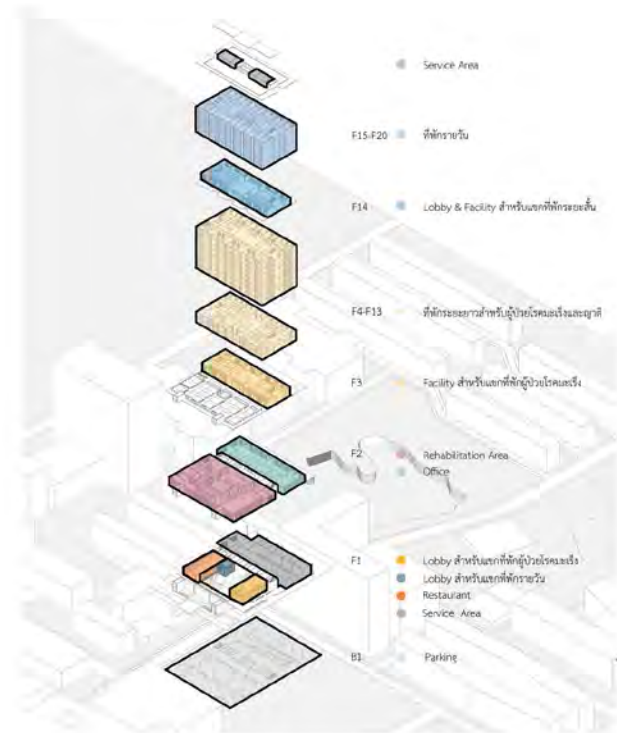 Service Area
F15-F20 ที่พักรายวัน
F14 Lobby & Facility สำหรับแขกที่พักระยะสั้น
F4-F13 ที่พักระยะยาวสำหรับผู้ป่วยโรคมะเร็งและญาติ
F3 Facility สำหรับแขกที่พักผู้ป่วยโรคมะเร็ง
F2 Rehabilitation Area
Office
F1 Lobby สำหรับแขกที่พักผู้ป่วยโรคมะเร็ง
Lobby สำหรับแขกที่พักรายวัน
Restaurant
Service Area
B1 Parking